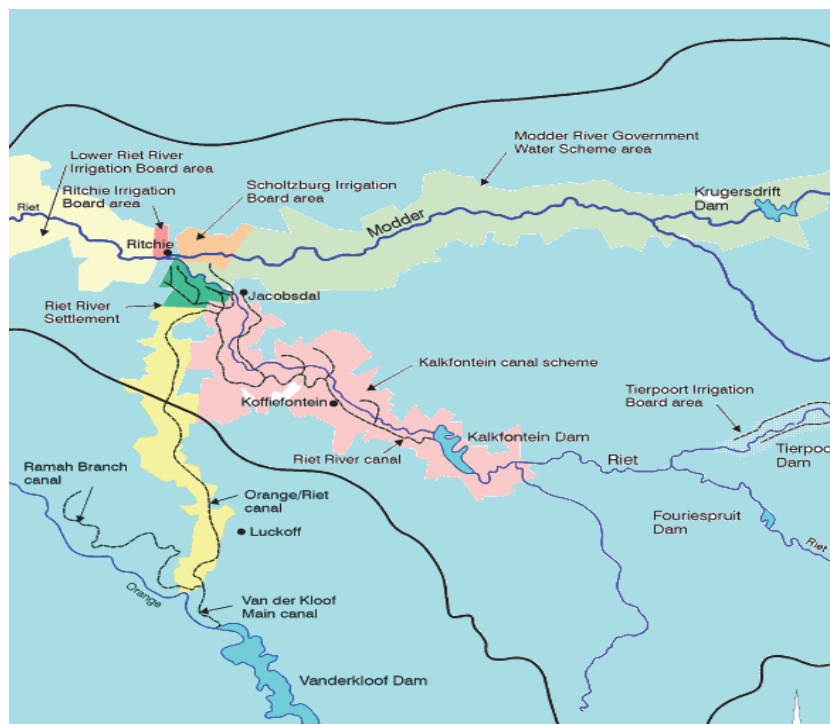 Modder River Government
Water Scheme area
Lower Riet River
Irrigation Board area
Ritchie Irrigation
Board area
Scholtzburg Irrigation
Board area
Krugersdrift
Dam
Riet
Modder
Ritchie
Jacobsdal
Riet River
Settlement
Kalkfontein canal scheme
Tierpoort Irrigation
Board area
Koffiefontein
Kalkfontein Dam
Tierpoort
Dam
Riet River canal
Riet
Ramah Branch
canal
Orange/Riet
canal
Fouriespruit
Dam
Luckoff
Riet
Orange
Van der Kloof
Main canal
Vanderkloof Dam